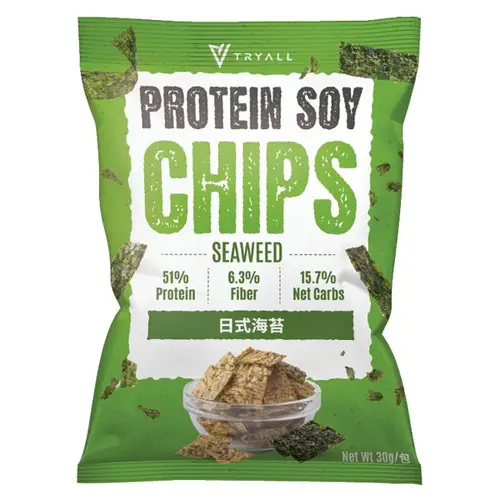 TRYALL
PROTEIN SOY
CHIPS
SEAWEED
51% 6.3% 15.7%
Protein Fiber Net Carbs
日式海苔
Net Wt 30g/包